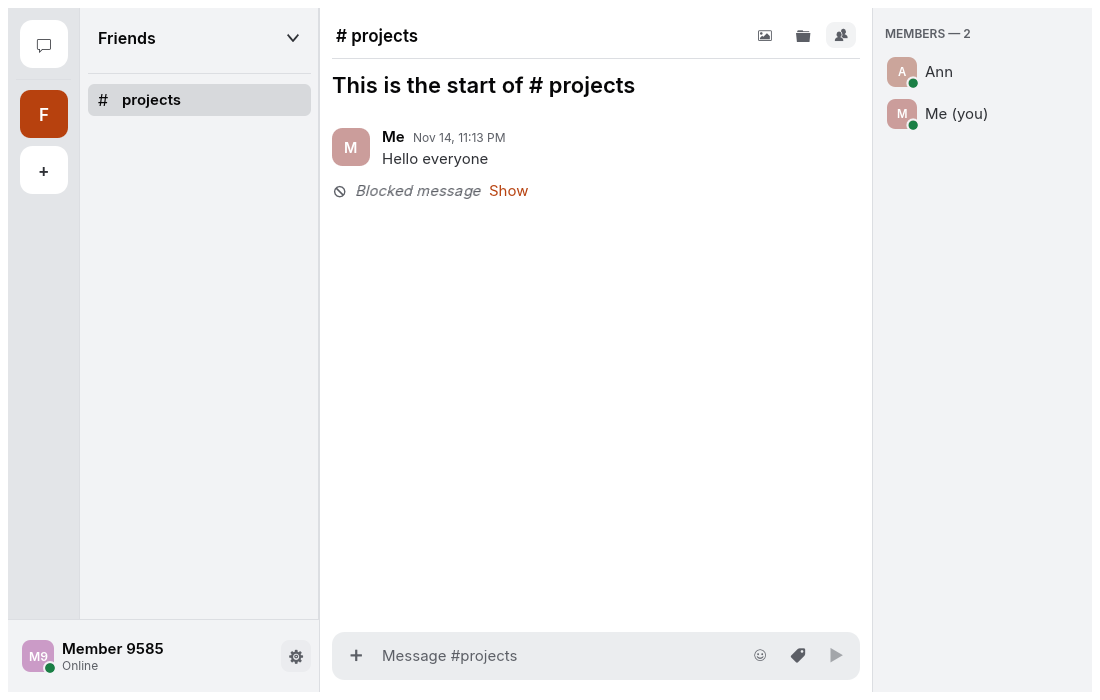 Friends
F
+
# projects
# projects
This is the start of # projects
M
Me Nov 14, 11:13 PM
Hello everyone
Blocked message Show
MEMBERS — 2
A
Ann
M
Me (you)
M9
Member 9585
Online
+
Message #projects